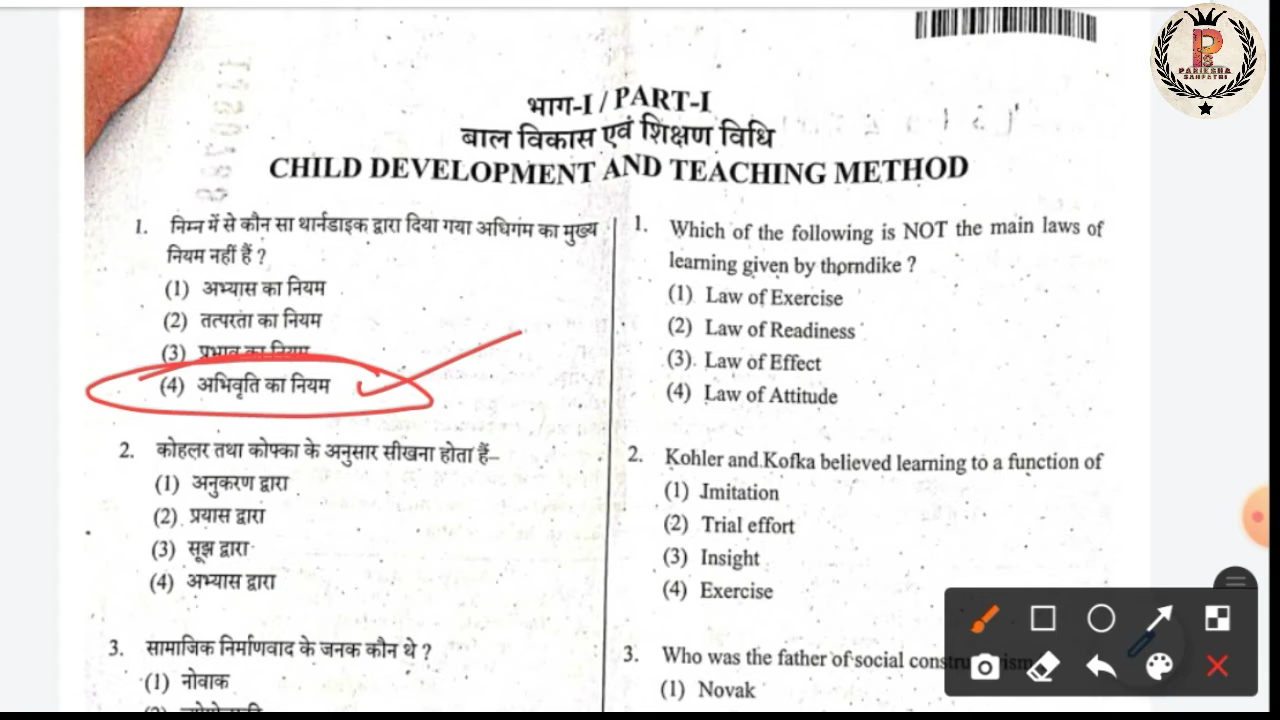 भाग-I / PART-I
बाल विकास एवं शिक्षण विधि
CHILD DEVELOPMENT AND TEACHING METHOD
1. निम्न में से कौन सा थार्नडाइक द्वारा दिया गया अधिगम का मुख्य
नियम नहीं हैं ?
(1) अभ्यास का नियम
(2) तत्परता का नियम
(3) प्रभाव का नियम
(4) अभिवृति का नियम
2. कोहलर तथा कोफ्का के अनुसार सीखना होता हैं–
(1) अनुकरण द्वारा
(2) प्रयास द्वारा
(3) सूझ द्वारा
(4) अभ्यास द्वारा
3. सामाजिक निर्माणवाद के जनक कौन थे ?
(1) नोवाक
1. Which of the following is NOT the main laws of
learning given by thorndike ?
(1) Law of Exercise
(2) Law of Readiness
(3) Law of Effect
(4) Law of Attitude
2. Kohler and Kofka believed learning to a function of
(1) Imitation
(2) Trial effort
(3) Insight
(4) Exercise
3. Who was the father of social
(1) Novak
PARIKSHA
SARPATRI